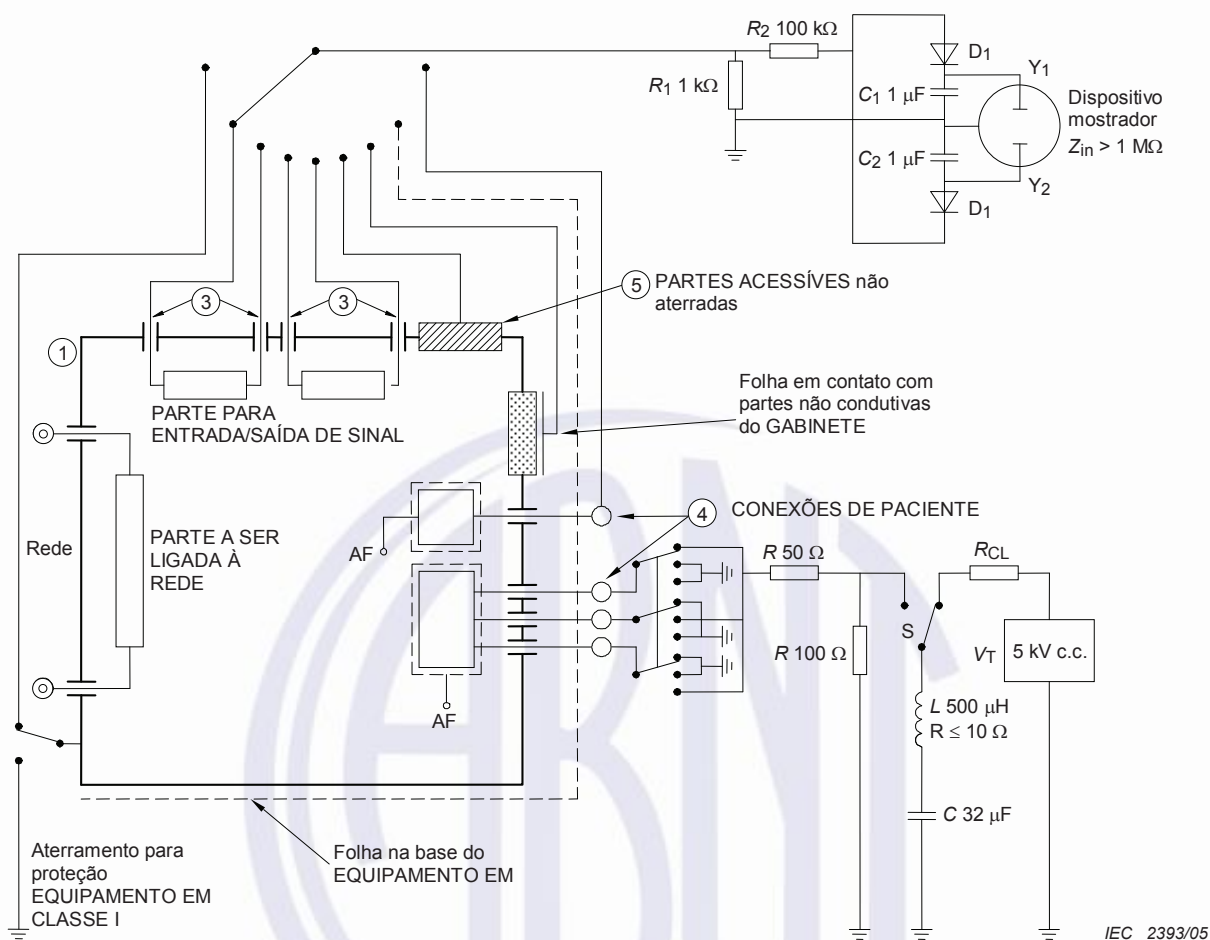 R2 100 kΩ
D1
Y1
R1 1 kΩ
C1 1 μF
Dispositivo
mostrador
Zin > 1 MΩ
C2 1 μF
Y2
D1
5 PARTES ACESSÍVES não
aterradas
3
3
1
PARTE PARA
ENTRADA/SAÍDA DE SINAL
Folha em contato com
partes não condutivas
do GABINETE
4 CONEXÕES DE PACIENTE
Rede
PARTE A SER
LIGADA À
REDE
AF
R 50 Ω
RCL
S
R 100 Ω
VT
5 kV c.c.
AF
L 500 μH
R ≤ 10 Ω
C 32 μF
Aterramento para
proteção
EQUIPAMENTO EM
CLASSE I
Folha na base do
EQUIPAMENTO EM
IEC 2393/05
ABNT